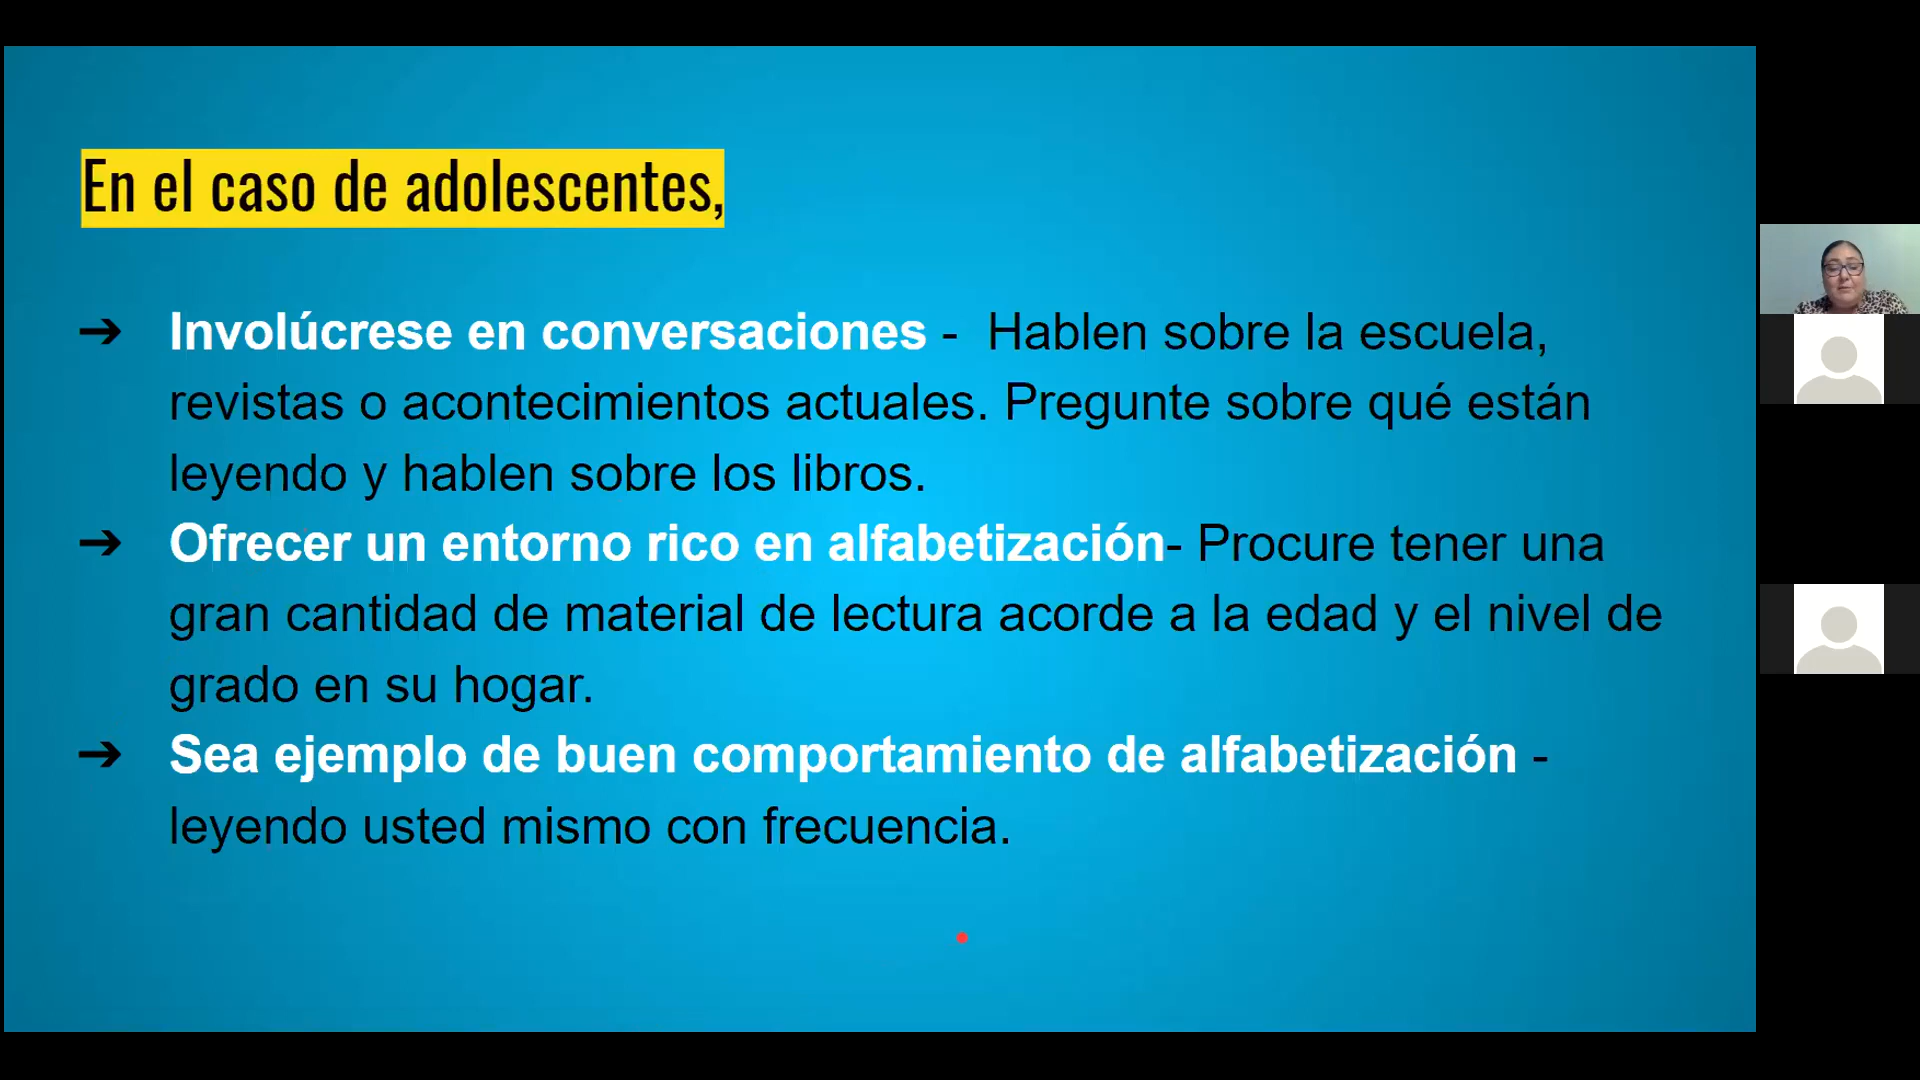 En el caso de adolescentes,
➔ Involúcrese en conversaciones - Hablen sobre la escuela,
revistas o acontecimientos actuales. Pregunte sobre qué están
leyendo y hablen sobre los libros.
➔ Ofrecer un entorno rico en alfabetización- Procure tener una
gran cantidad de material de lectura acorde a la edad y el nivel de
grado en su hogar.
➔ Sea ejemplo de buen comportamiento de alfabetización -
leyendo usted mismo con frecuencia.